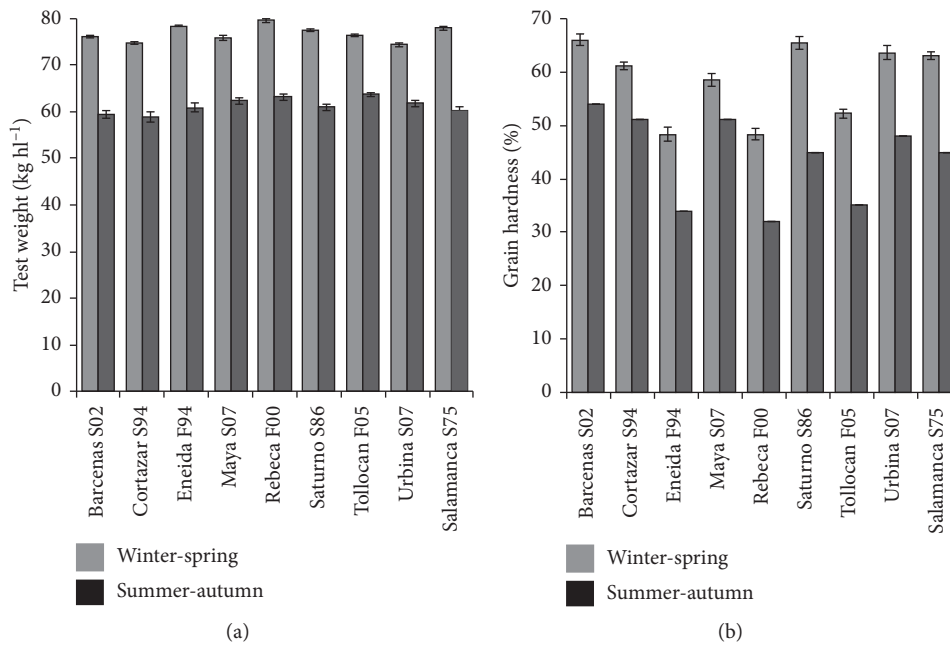 80
70
60
50
40
30
20
10
0
Test weight (kg hl⁻¹)
Barcenas S02
Cortazar S94
Eneida F94
Maya S07
Rebeca F00
Saturno S86
Tollocan F05
Urbina S07
Salamanca S75
Winter-spring
Summer-autumn
(a)
70
60
50
40
30
20
10
0
Grain hardness (%)
Barcenas S02
Cortazar S94
Eneida F94
Maya S07
Rebeca F00
Saturno S86
Tollocan F05
Urbina S07
Salamanca S75
Winter-spring
Summer-autumn
(b)